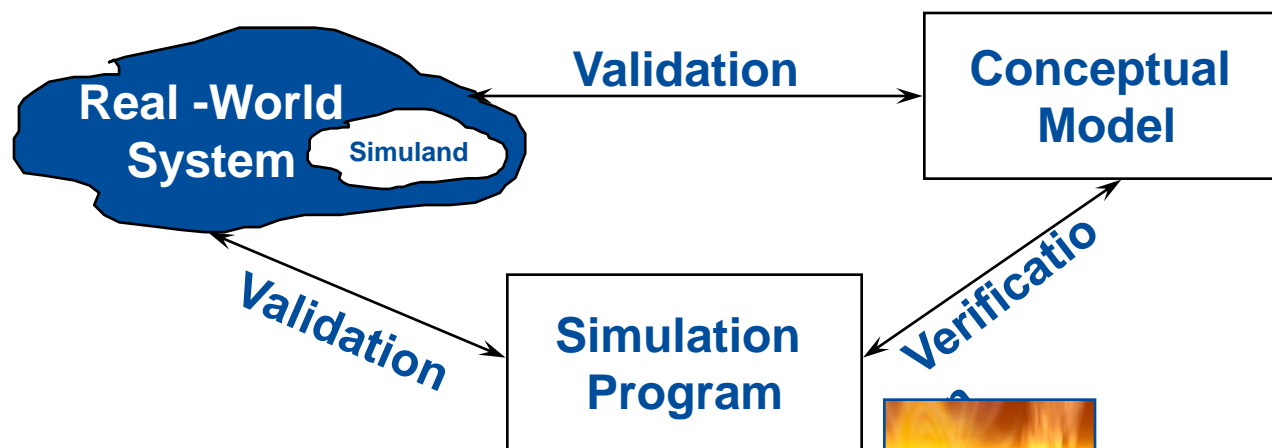 Validation
Conceptual
Model
Real -World
System
Simuland
Validation
Verificatio
n
Simulation
Program